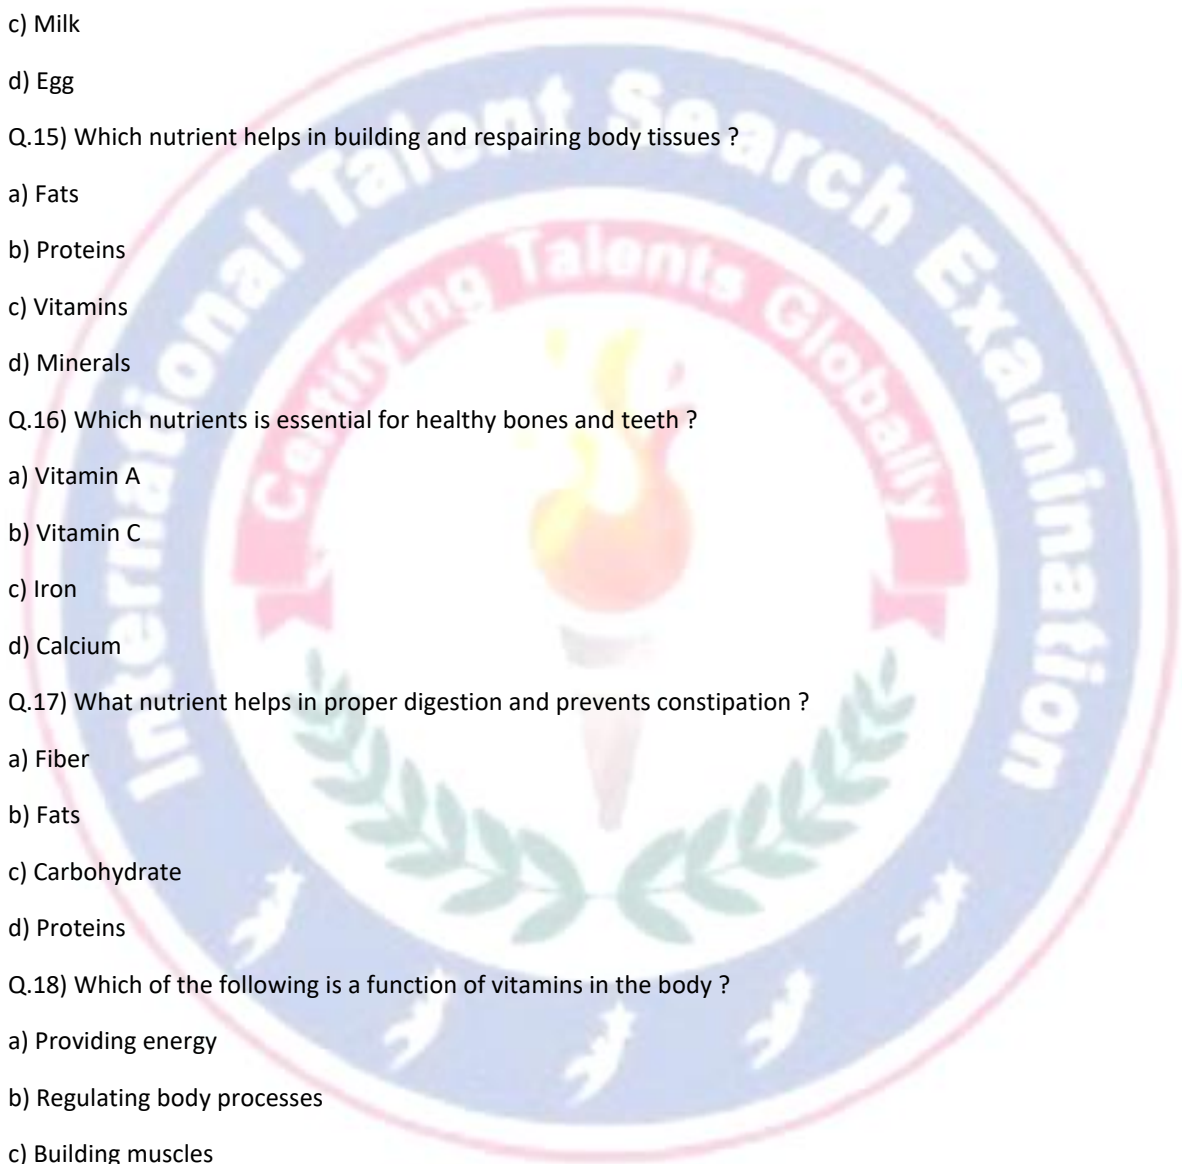 c) Milk
d) Egg
Q.15) Which nutrient helps in building and respairing body tissues ?
a) Fats
b) Proteins
c) Vitamins
d) Minerals
Q.16) Which nutrients is essential for healthy bones and teeth ?
a) Vitamin A
b) Vitamin C
c) Iron
d) Calcium
Q.17) What nutrient helps in proper digestion and prevents constipation ?
a) Fiber
b) Fats
c) Carbohydrate
d) Proteins
Q.18) Which of the following is a function of vitamins in the body ?
a) Providing energy
b) Regulating body processes
c) Building muscles
International Talent Search Examination
Certifying Talents Globally